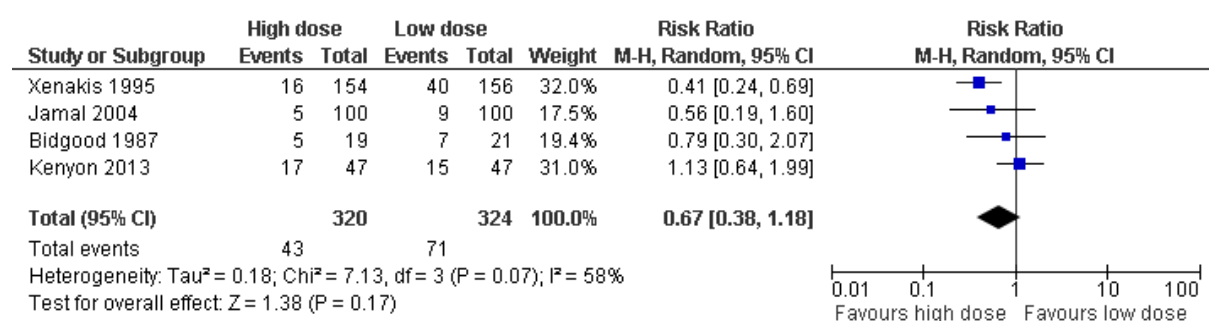 High dose Low dose Risk Ratio Risk Ratio
Study or Subgroup Events Total Events Total Weight M-H, Random, 95% CI M-H, Random, 95% CI
Xenakis 1995 16 154 40 156 32.0% 0.41 [0.24, 0.69]
Jamal 2004 5 100 9 100 17.5% 0.56 [0.19, 1.60]
Bidgood 1987 5 19 7 21 19.4% 0.79 [0.30, 2.07]
Kenyon 2013 17 47 15 47 31.0% 1.13 [0.64, 1.99]
Total (95% CI) 320 324 100.0% 0.67 [0.38, 1.18]
Total events 43 71
Heterogeneity: Tau² = 0.18; Chi² = 7.13, df = 3 (P = 0.07); I² = 58%
Test for overall effect: Z = 1.38 (P = 0.17)
0.01 0.1 1 10 100
Favours high dose Favours low dose